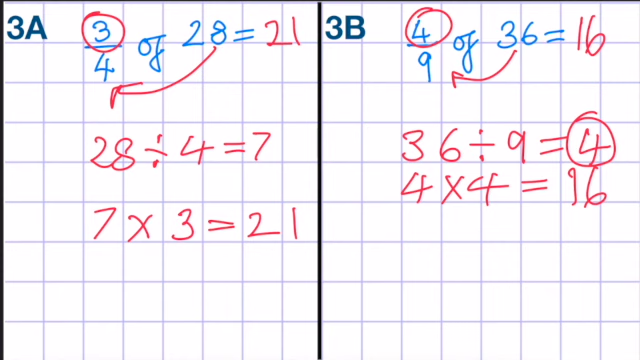 3A 3/4 of 28 = 21
28 ÷ 4 = 7
7 x 3 = 21
3B 4/9 of 36 = 16
36 ÷ 9 = 4
4 x 4 = 16